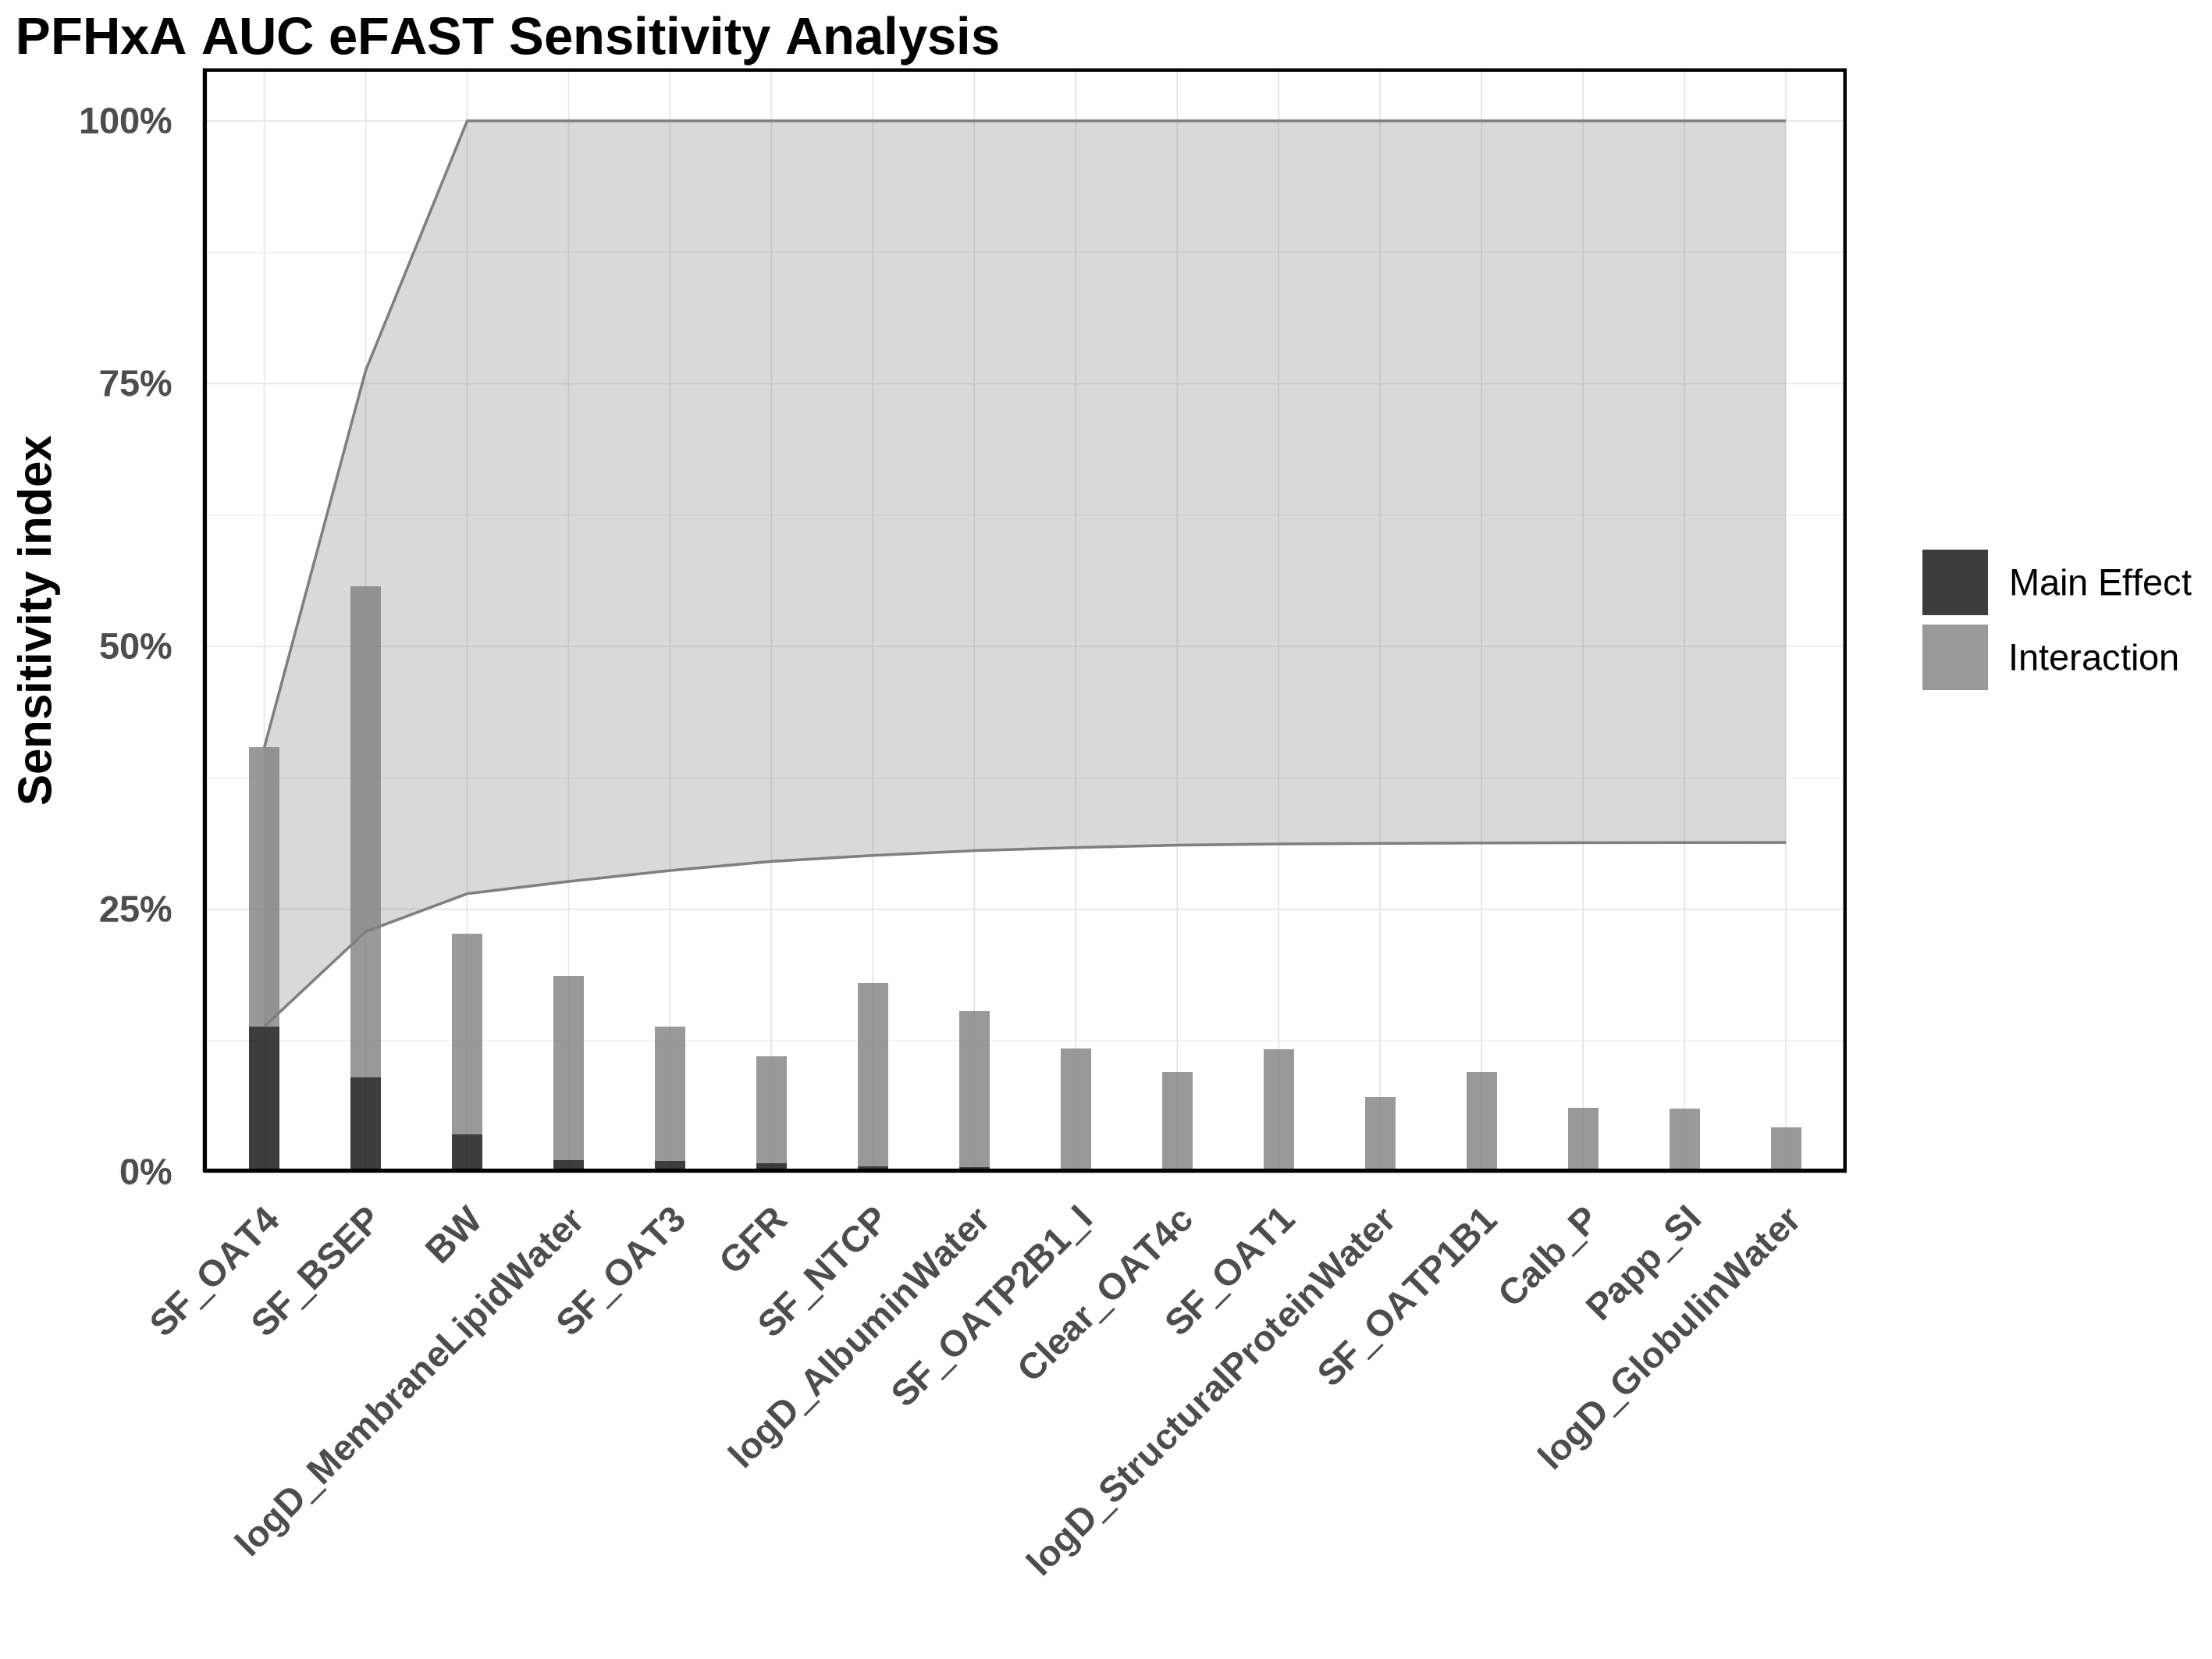 PFHxA AUC eFAST Sensitivity Analysis
Sensitivity index
100%
75%
50%
25%
0%
SF_OAT4
SF_BSEP
BW
logD_MembraneLipidWater
SF_OAT3
GFR
SF_NTCP
logD_AlbuminWater
SF_OATP2B1_I
Clear_OAT4c
SF_OAT1
logD_StructuralProteinWater
SF_OATP1B1
Calb_P
Papp_SI
logD_GlobulinWater
Main Effect
Interaction